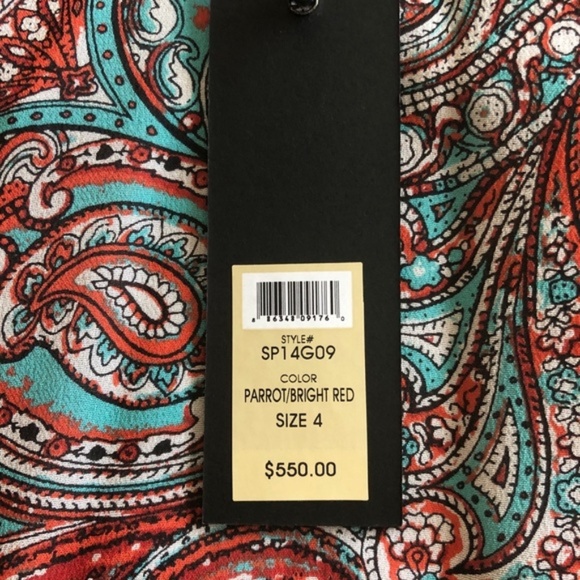 8 86348 09176 0
STYLE#
SP14G09
COLOR
PARROT/BRIGHT RED
SIZE 4
$550.00